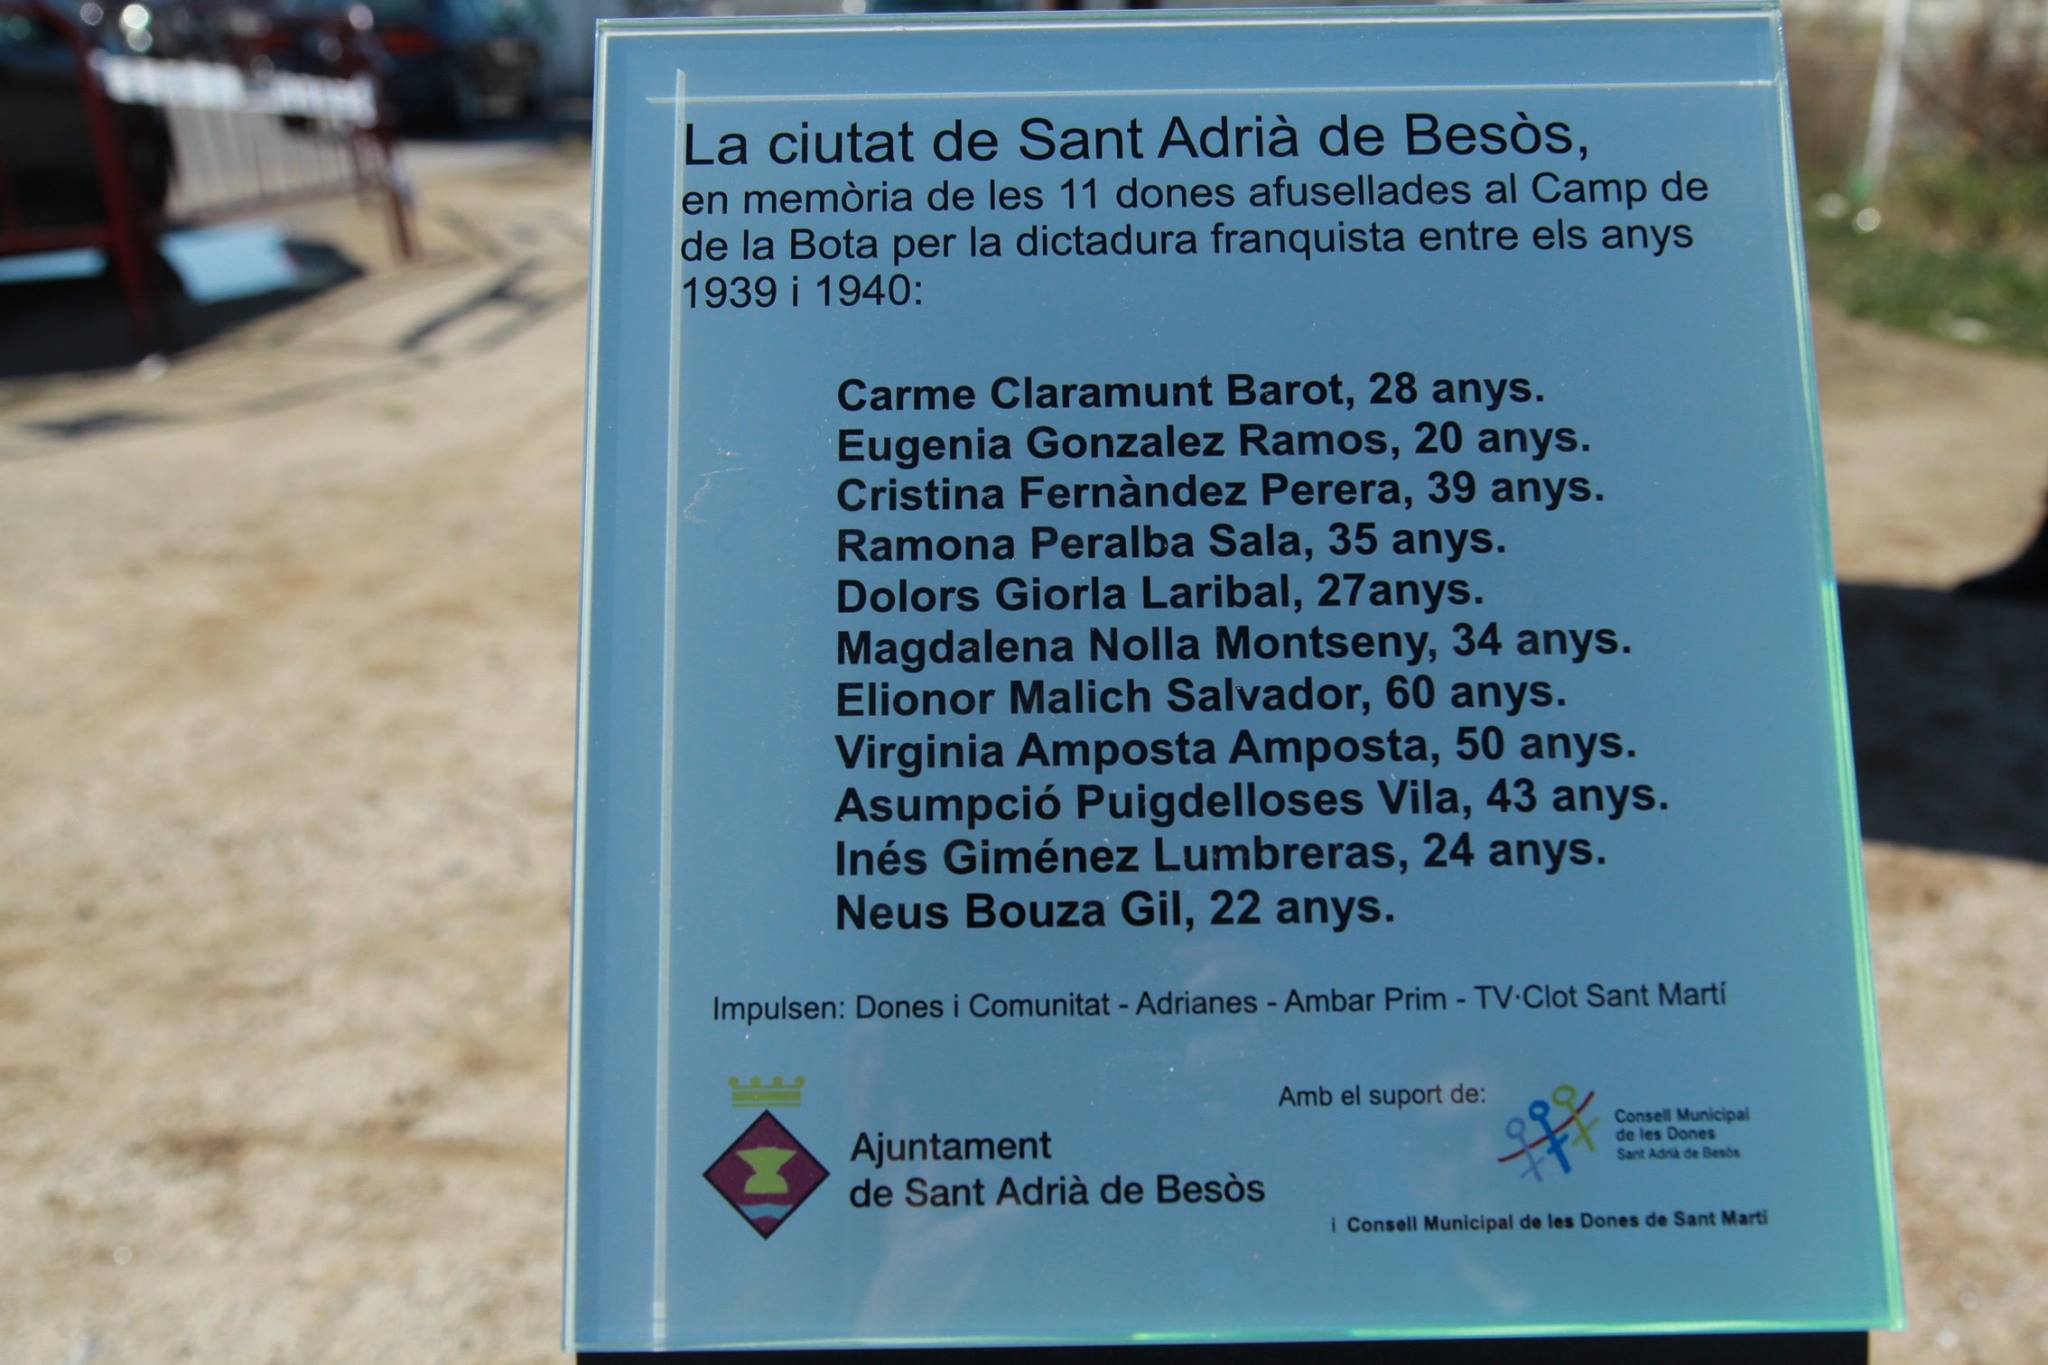 La ciutat de Sant Adrià de Besòs,
en memòria de les 11 dones afusellades al Camp de
de la Bota per la dictadura franquista entre els anys
1939 i 1940:
Carme Claramunt Barot, 28 anys.
Eugenia Gonzalez Ramos, 20 anys.
Cristina Fernàndez Perera, 39 anys.
Ramona Peralba Sala, 35 anys.
Dolors Giorla Laribal, 27anys.
Magdalena Nolla Montseny, 34 anys.
Elionor Malich Salvador, 60 anys.
Virginia Amposta Amposta, 50 anys.
Asumpció Puigdelloses Vila, 43 anys.
Inés Giménez Lumbreras, 24 anys.
Neus Bouza Gil, 22 anys.
Impulsen: Dones i Comunitat - Adrianes - Ambar Prim - TV·Clot Sant Martí
Ajuntament
de Sant Adrià de Besòs
Amb el suport de:
Consell Municipal
de les Dones
Sant Adrià de Besòs
i Consell Municipal de les Dones de Sant Martí